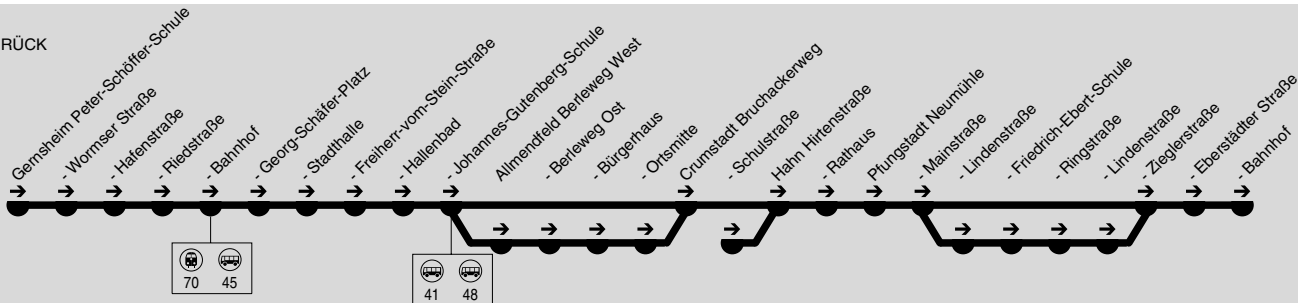 RÜCK
Gernsheim Peter-Schöffer-Schule
- Wormser Straße
- Hafenstraße
- Riedstraße
- Bahnhof
- Georg-Schäfer-Platz
- Stadthalle
- Freiherr-vom-Stein-Straße
- Hallenbad
- Johannes-Gutenberg-Schule
Allmendfeld Berleweg West
- Berleweg Ost
- Bürgerhaus
- Ortsmitte
Crumstadt Bruchackerweg
- Schulstraße
Hahn Hirtenstraße
- Rathaus
Pfungstadt Neumühle
- Mainstraße
- Lindenstraße
- Friedrich-Ebert-Schule
- Ringstraße
- Lindenstraße
- Zieglerstraße
- Eberstädter Straße
- Bahnhof
70 45
41 48